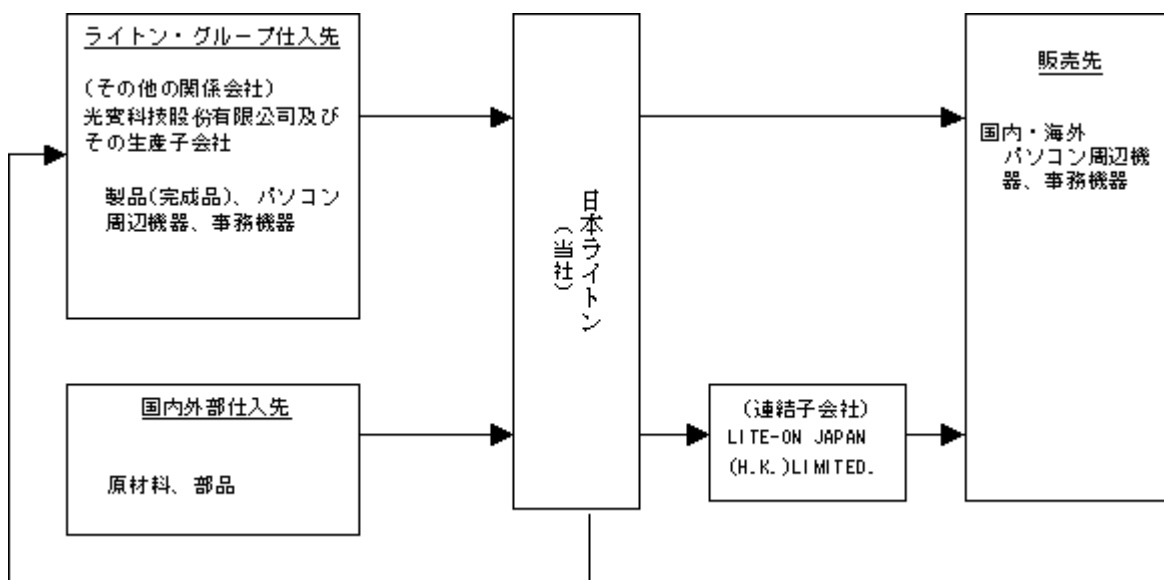 ライトン・グループ仕入先
(その他の関係会社)
光宝科技股份有限公司及び
その生産子会社
製品(完成品)、パソコン
周辺機器、事務機器
国内外部仕入先
原材料、部品
日本ライトン
(当社)
(連結子会社)
LITE-ON JAPAN
(H.K.)LIMITED.
販売先
国内・海外
パソコン周辺機
器、事務機器